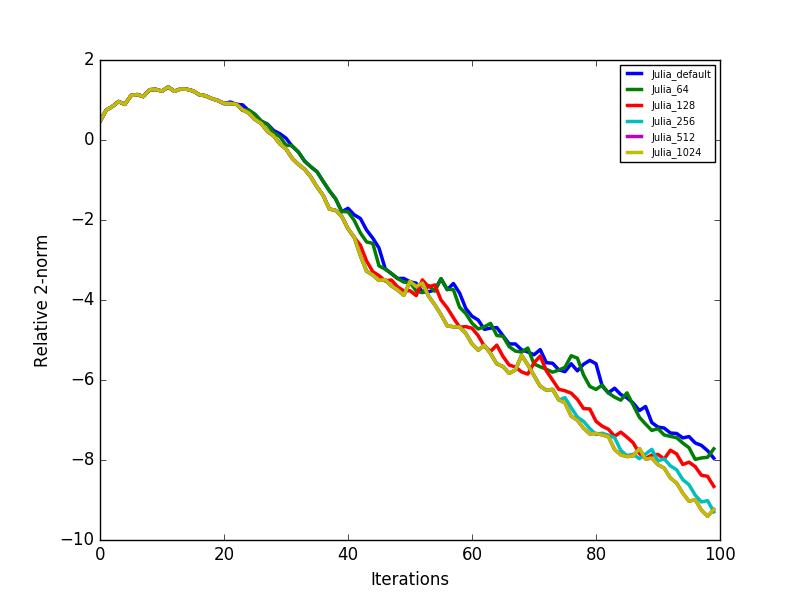 2
0
−2
−4
−6
−8
−10
0 20 40 60 80 100
Iterations
Relative 2-norm
Julia_default
Julia_64
Julia_128
Julia_256
Julia_512
Julia_1024